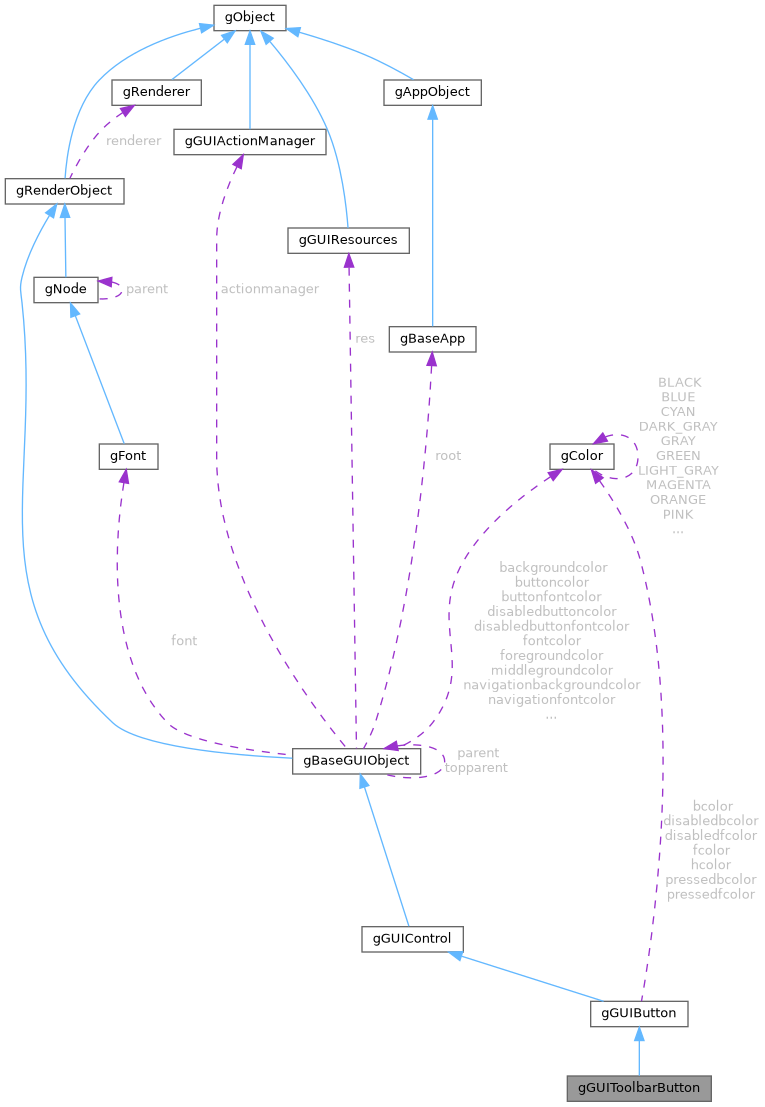 gObject
gRenderer
gAppObject
renderer
gGUIActionManager
gRenderObject
gGUIResources
gNode
parent
actionmanager
res
gBaseApp
BLACK
BLUE
CYAN
DARK_GRAY
GRAY
GREEN
LIGHT_GRAY
MAGENTA
ORANGE
PINK
...
gFont
root
gColor
backgroundcolor
buttoncolor
buttonfontcolor
disabledbuttoncolor
disabledbuttonfontcolor
fontcolor
foregroundcolor
middlegroundcolor
navigationbackgroundcolor
navigationfontcolor
...
font
gBaseGUIObject
parent
topparent
bcolor
disabledbcolor
disabledfcolor
fcolor
hcolor
pressedbcolor
pressedfcolor
gGUIControl
gGUIButton
gGUIToolbarButton